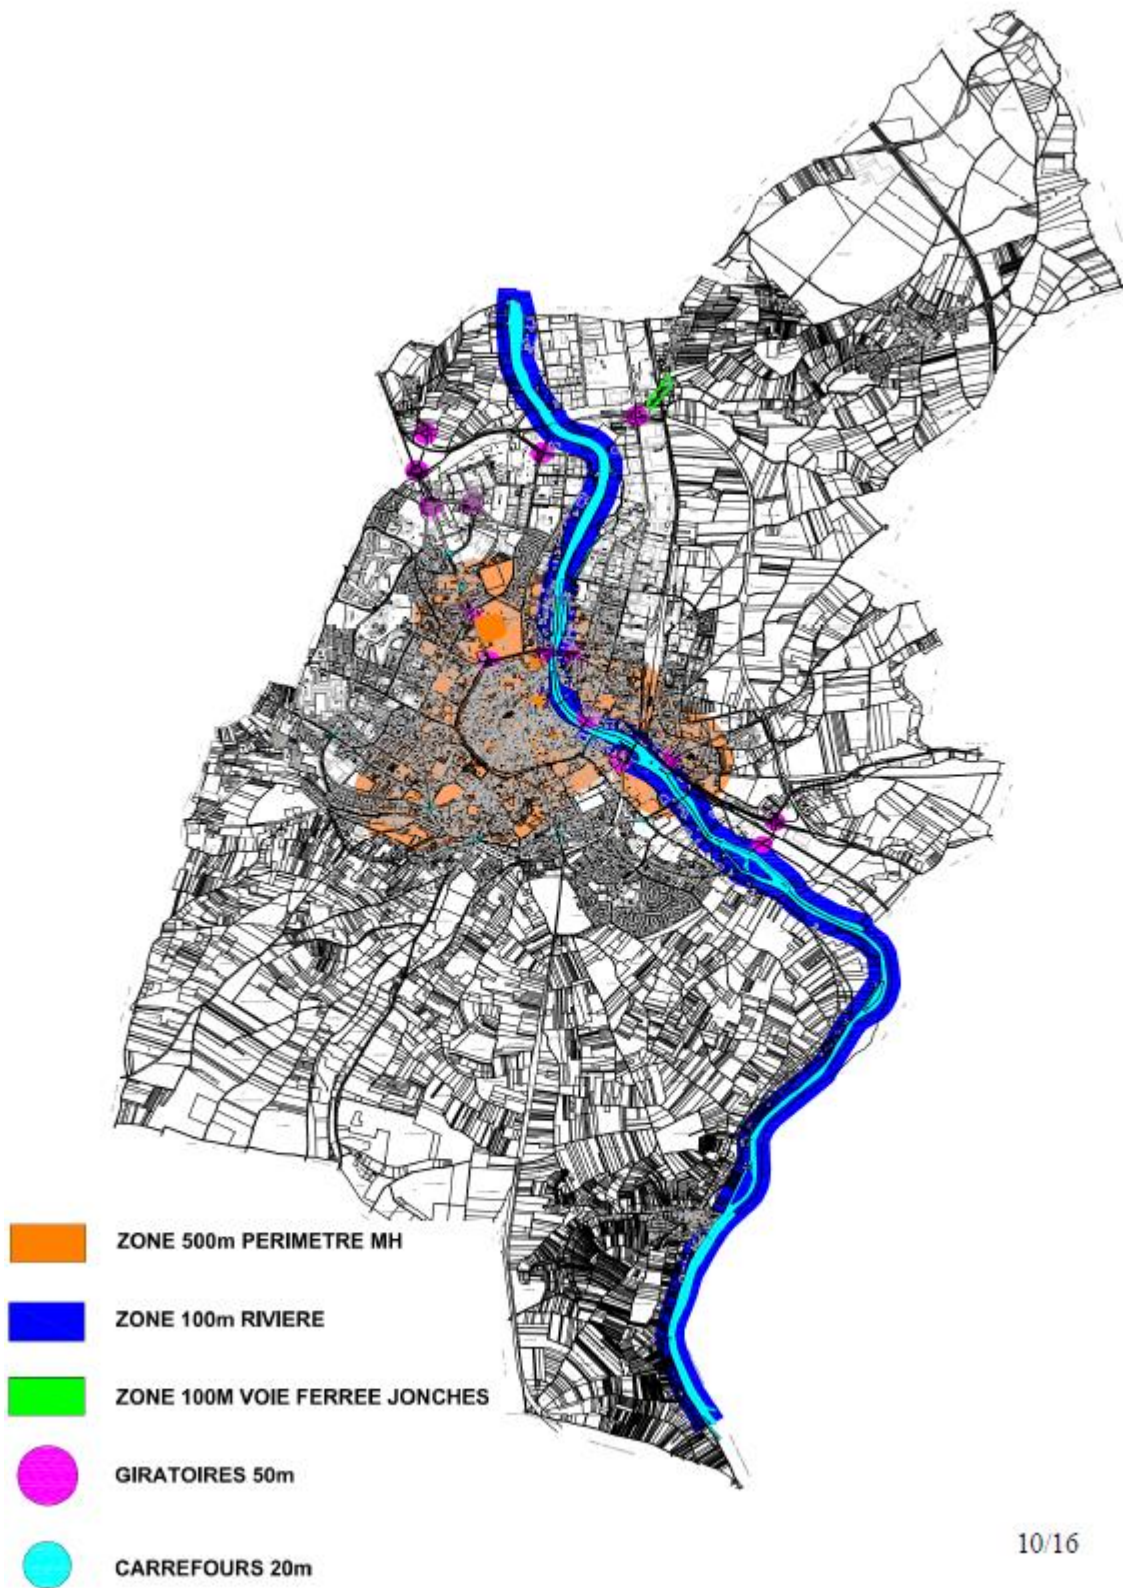 ZONE 500m PERIMETRE MH
ZONE 100m RIVIERE
ZONE 100M VOIE FERREE JONCHES
GIRATOIRES 50m
10/16
CARREFOURS 20m